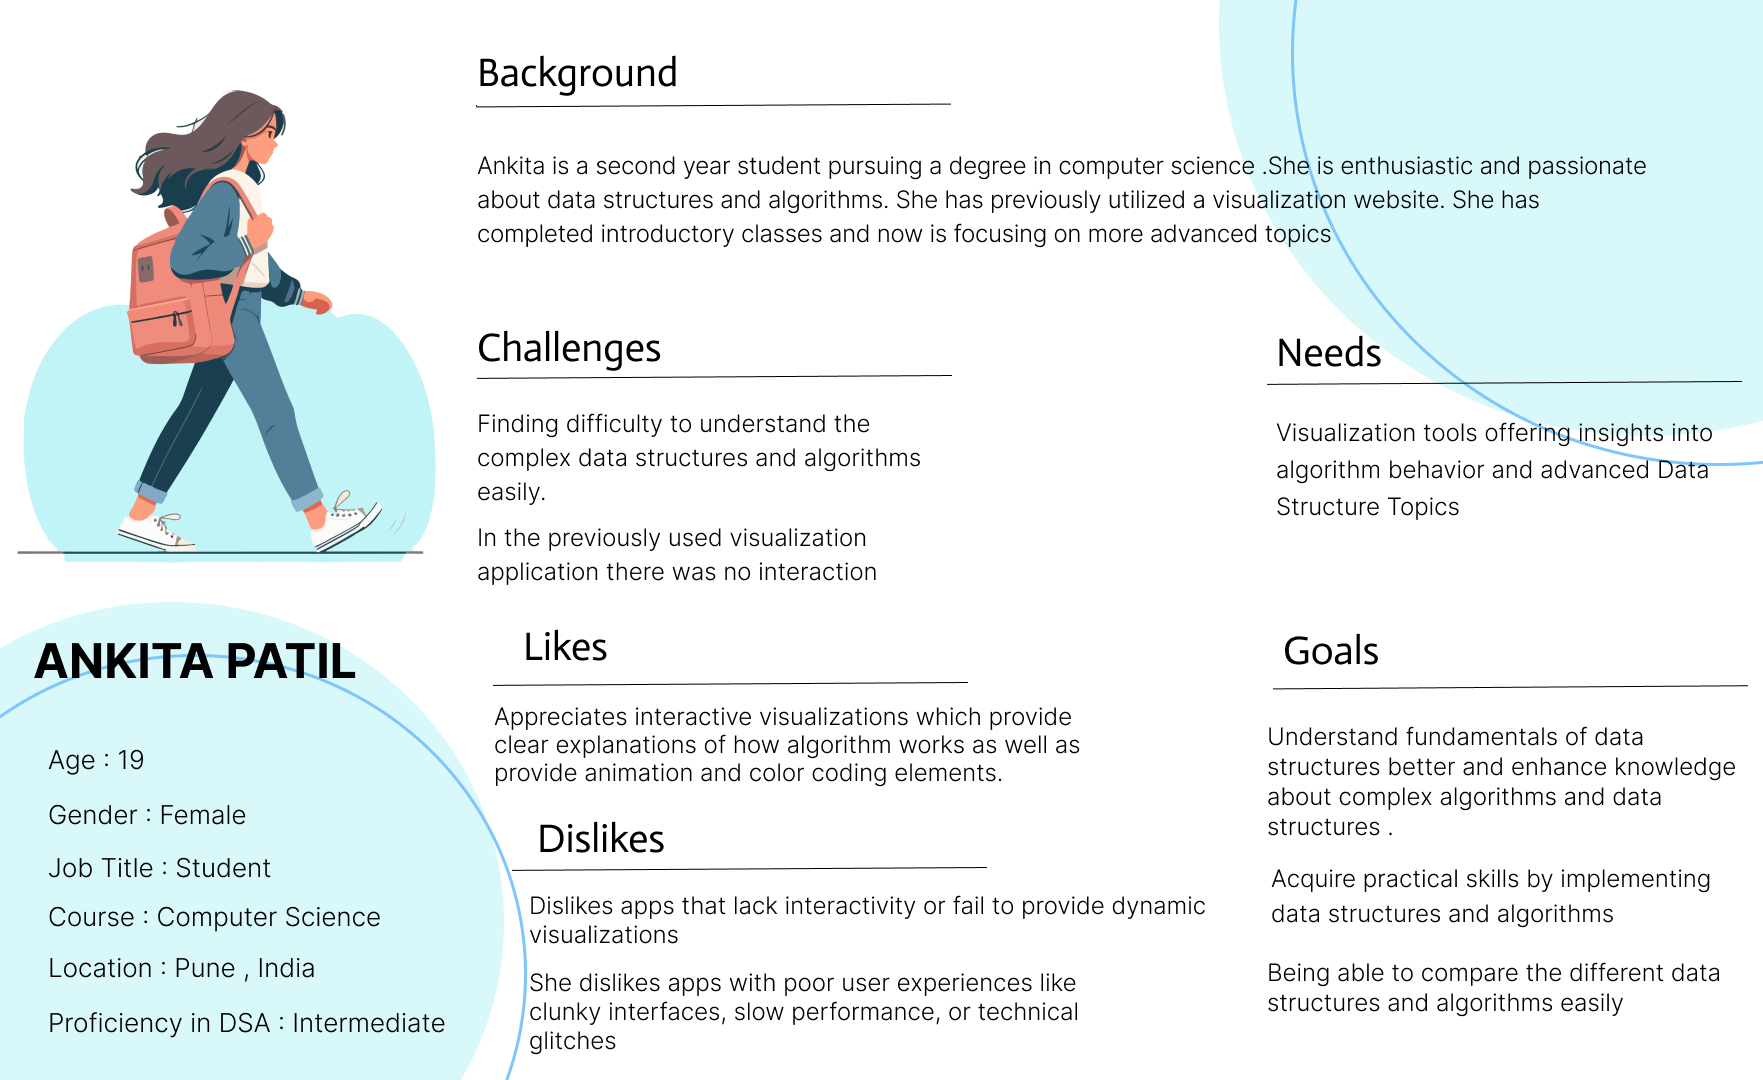 Background
Ankita is a second year student pursuing a degree in computer science .She is enthusiastic and passionate
about data structures and algorithms. She has previously utilized a visualization website. She has
completed introductory classes and now is focusing on more advanced topics
Challenges
Finding difficulty to understand the
complex data structures and algorithms
easily.
In the previously used visualization
application there was no interaction
Needs
Visualization tools offering insights into
algorithm behavior and advanced Data
Structure Topics
ANKITA PATIL
Age : 19
Gender : Female
Job Title : Student
Course : Computer Science
Location : Pune , India
Proficiency in DSA : Intermediate
Likes
Appreciates interactive visualizations which provide
clear explanations of how algorithm works as well as
provide animation and color coding elements.
Dislikes
Dislikes apps that lack interactivity or fail to provide dynamic
visualizations
She dislikes apps with poor user experiences like
clunky interfaces, slow performance, or technical
glitches
Goals
Understand fundamentals of data
structures better and enhance knowledge
about complex algorithms and data
structures .
Acquire practical skills by implementing
data structures and algorithms
Being able to compare the different data
structures and algorithms easily